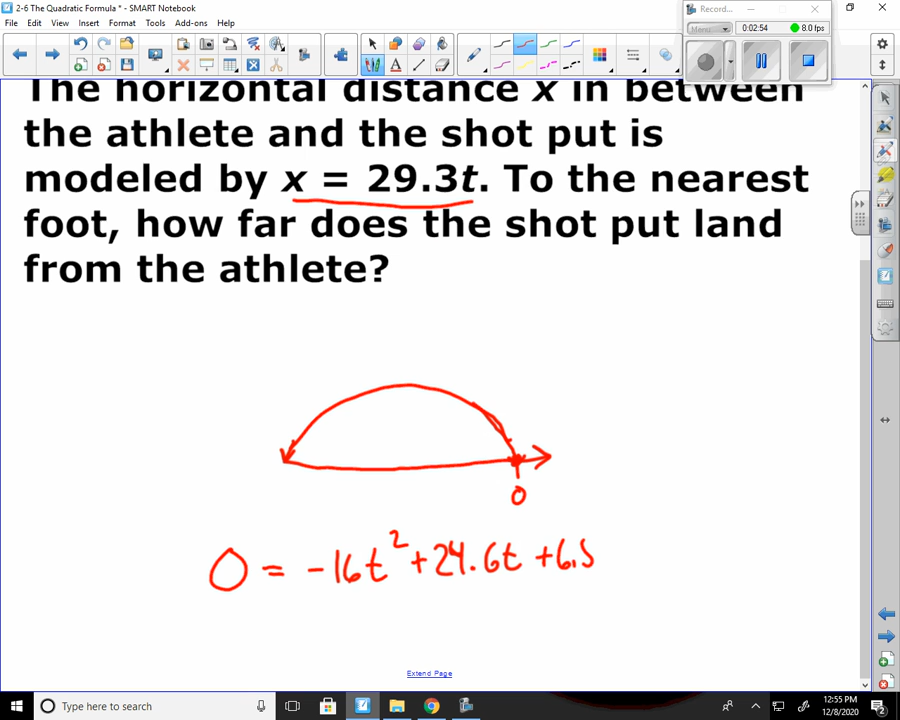 2-6 The Quadratic Formula * - SMART Notebook
File Edit View Insert Format Tools Add-ons Help
Record...
Menu
0:02:54
8.0 fps
The horizontal distance x in between
the athlete and the shot put is
modeled by x = 29.3t. To the nearest
foot, how far does the shot put land
from the athlete?
0
0 = -16t² + 24.6t + 6.5
Extend Page
Type here to search
12:55 PM
12/8/2020
2